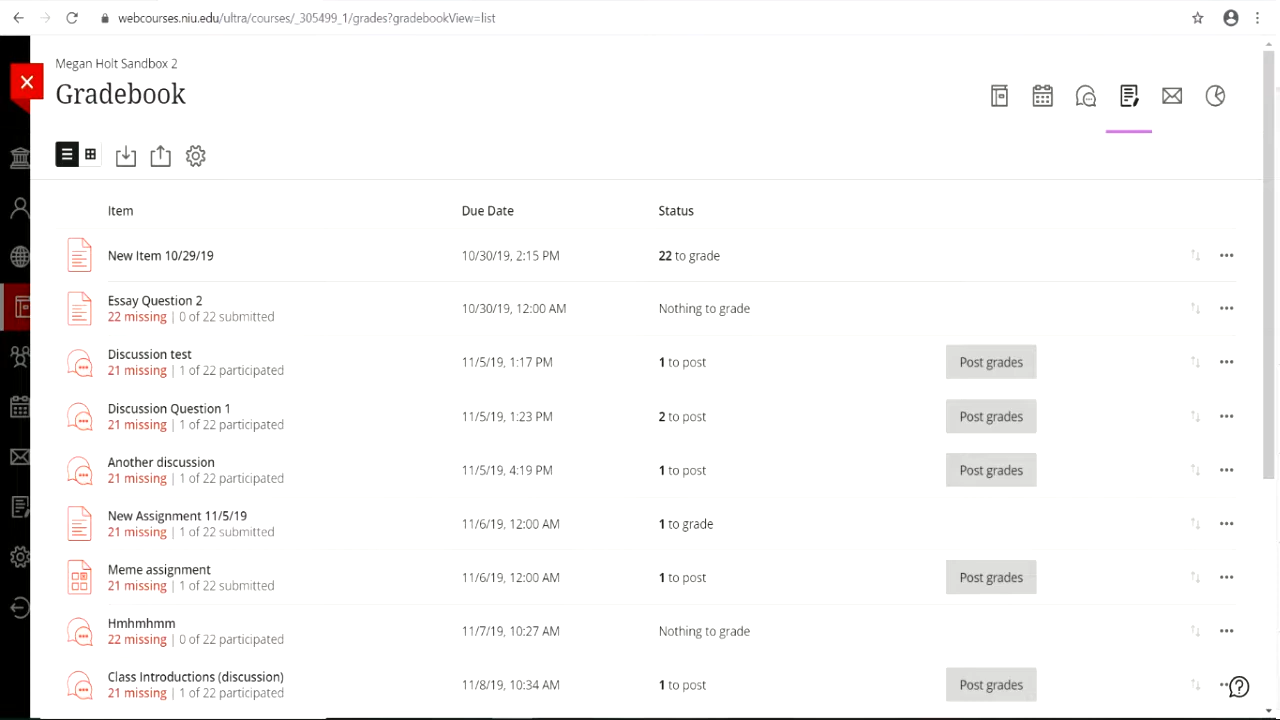 webcourses.niu.edu/ultra/courses/_305499_1/grades?gradebookView=list
Megan Holt Sandbox 2
Gradebook
Item Due Date Status
New Item 10/29/19 10/30/19, 2:15 PM 22 to grade
Essay Question 2
22 missing | 0 of 22 submitted 10/30/19, 12:00 AM Nothing to grade
Discussion test
21 missing | 1 of 22 participated 11/5/19, 1:17 PM 1 to post Post grades
Discussion Question 1
21 missing | 1 of 22 participated 11/5/19, 1:23 PM 2 to post Post grades
Another discussion
21 missing | 1 of 22 participated 11/5/19, 4:19 PM 1 to post Post grades
New Assignment 11/5/19
21 missing | 1 of 22 submitted 11/6/19, 12:00 AM 1 to grade
Meme assignment
21 missing | 1 of 22 submitted 11/6/19, 12:00 AM 1 to post Post grades
Hmhmhmm
22 missing | 0 of 22 participated 11/7/19, 10:27 AM Nothing to grade
Class Introductions (discussion)
21 missing | 1 of 22 participated 11/8/19, 10:34 AM 1 to post Post grades